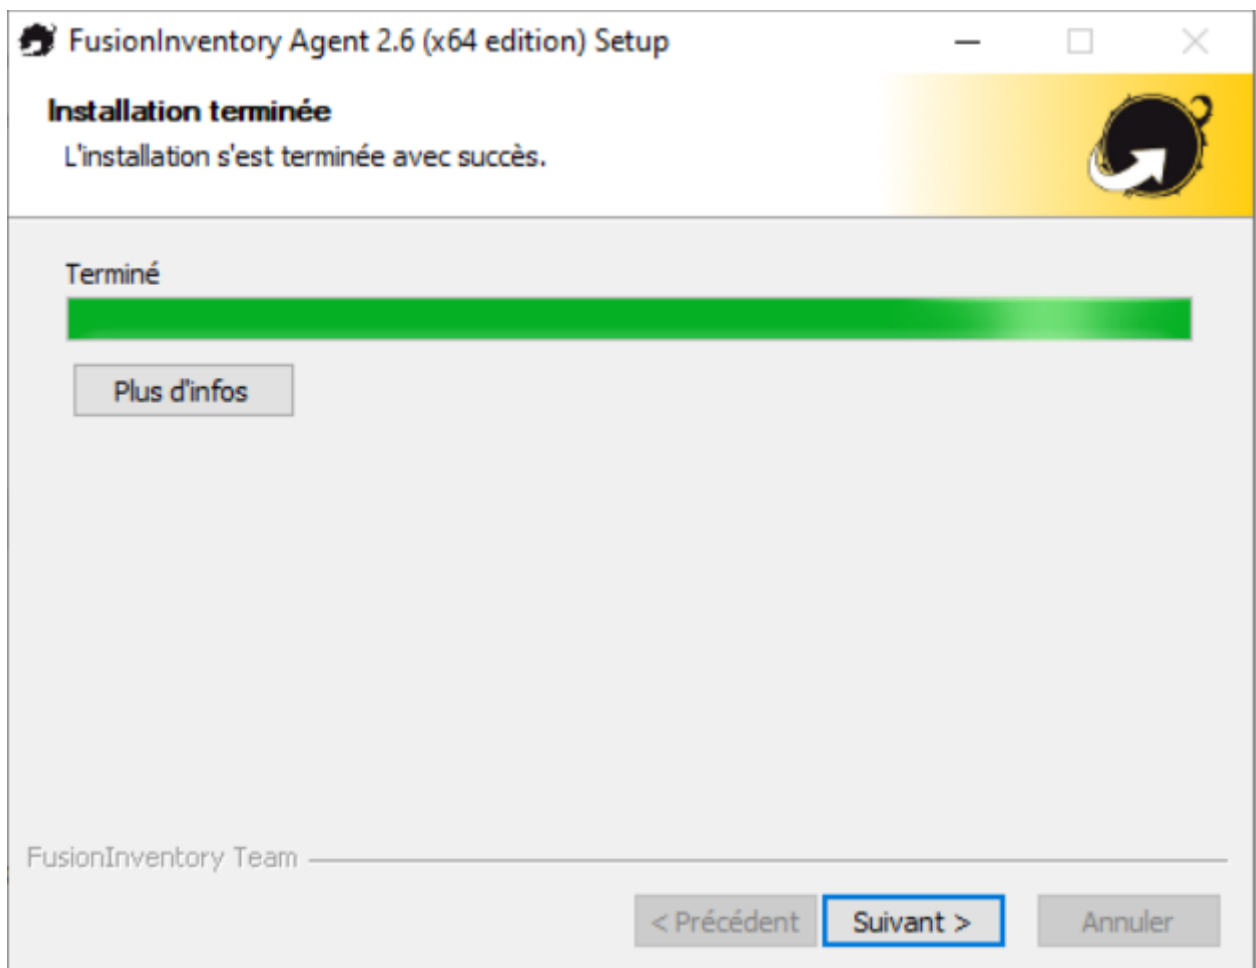 FusionInventory Agent 2.6 (x64 edition) Setup
Installation terminée
L'installation s'est terminée avec succès.
Terminé
Plus d'infos
FusionInventory Team
< Précédent
Suivant >
Annuler